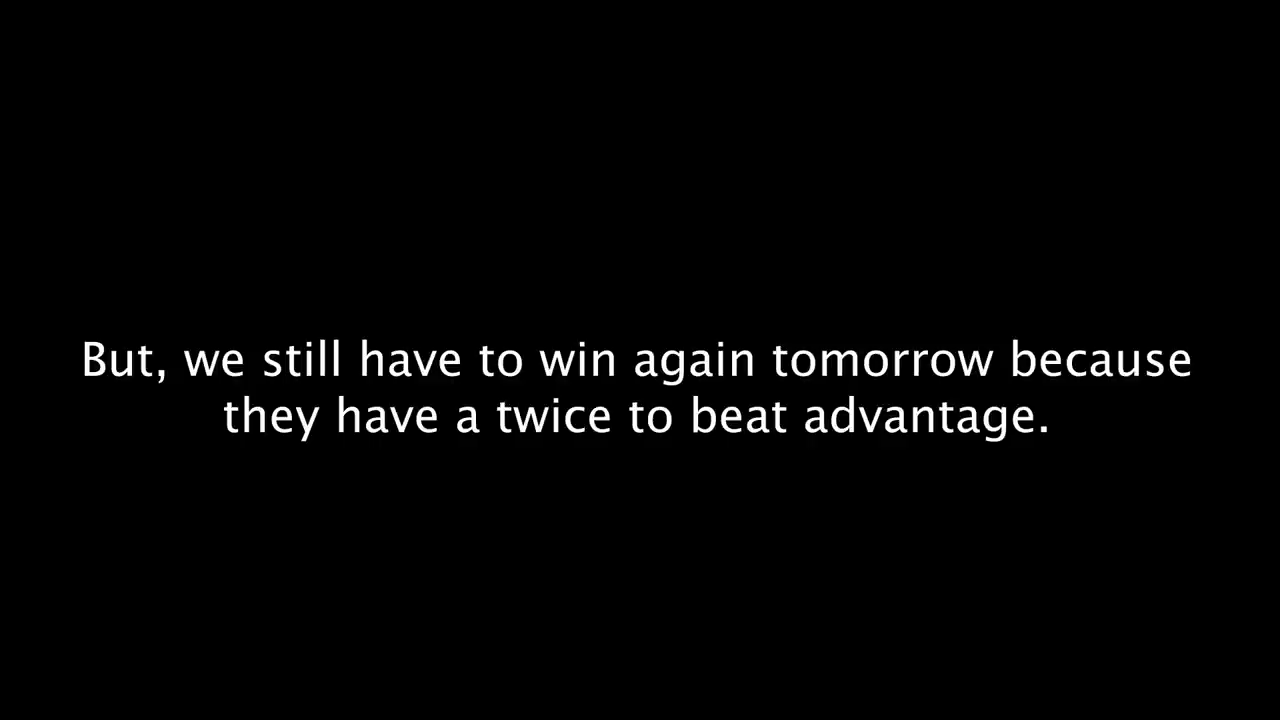 But, we still have to win again tomorrow because
they have a twice to beat advantage.